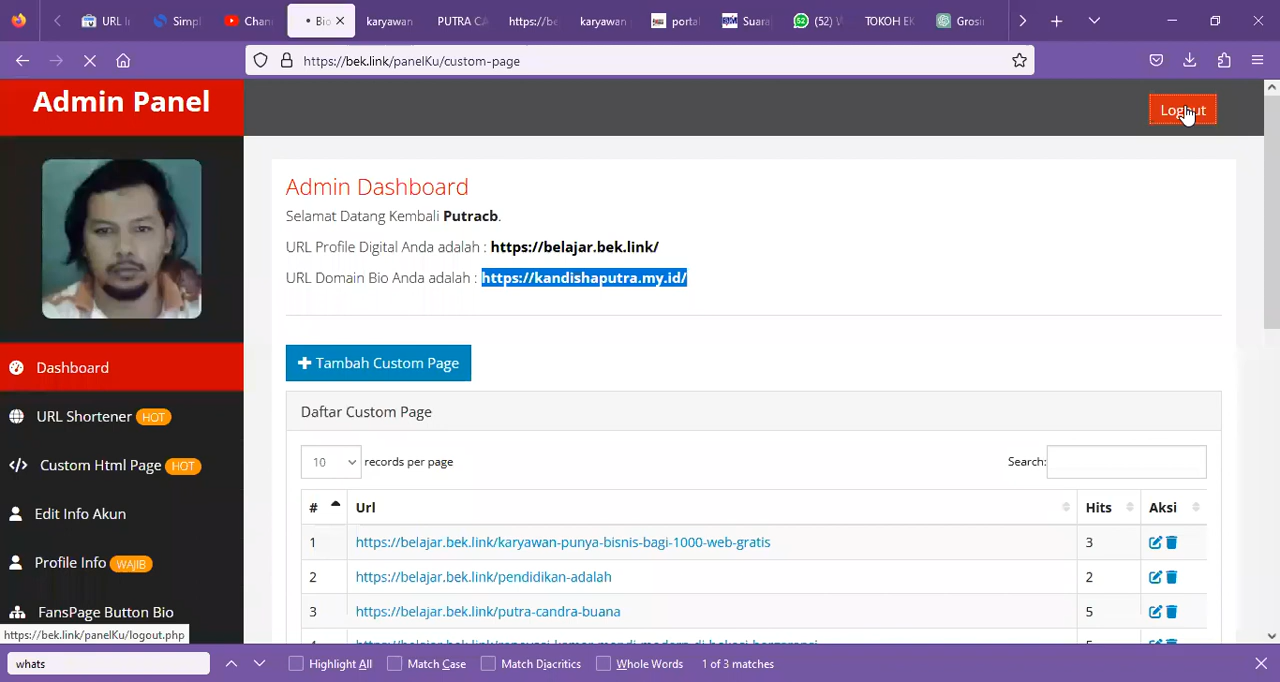 URL l
Simpl
Chan
Bio
karyawan
PUTRA CA
https://be
karyawan
porta
Suara
(52) V
TOKOH EK
Grosi
https://bek.link/panelKu/custom-page
Admin Panel
Logout
Admin Dashboard
Selamat Datang Kembali Putracb.
URL Profile Digital Anda adalah : https://belajar.bek.link/
URL Domain Bio Anda adalah : https://kandishaputra.my.id/
Dashboard
URL Shortener HOT
Custom Html Page HOT
Edit Info Akun
Profile Info WAJIB
FansPage Button Bio
Tambah Custom Page
Daftar Custom Page
10 records per page
Search:
# Url Hits Aksi
1 https://belajar.bek.link/karyawan-punya-bisnis-bagi-1000-web-gratis 3
2 https://belajar.bek.link/pendidikan-adalah 2
3 https://belajar.bek.link/putra-candra-buana 5
https://bek.link/panelKu/logout.php
whats
Highlight All
Match Case
Match Diacritics
Whole Words
1 of 3 matches